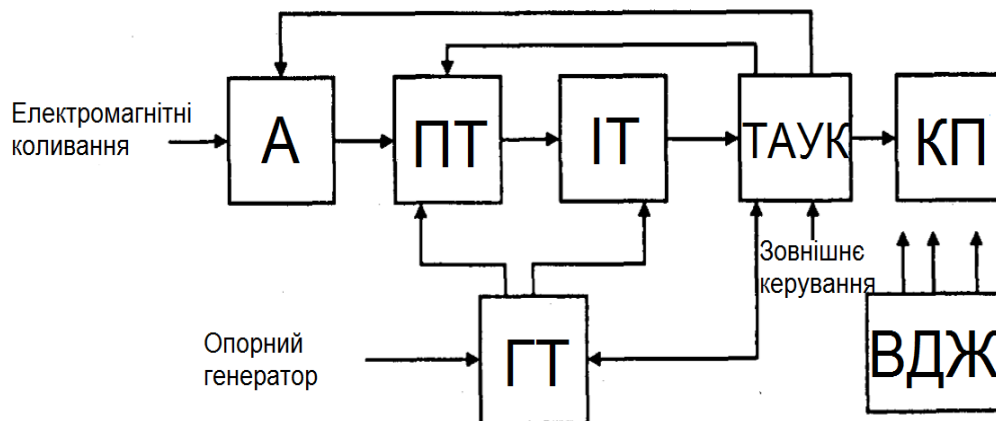 Електромагнітні
коливання
А
ПТ
ІТ
ТАУК
КП
Зовнішнє
керування
Опорний
генератор
ГТ
ВДЖ